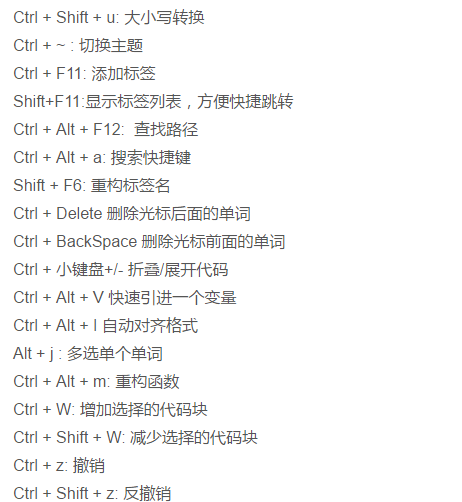 Ctrl + Shift + u: 大小写转换
Ctrl + ~ : 切换主题
Ctrl + F11: 添加标签
Shift+F11:显示标签列表，方便快捷跳转
Ctrl + Alt + F12:  查找路径
Ctrl + Alt + a: 搜索快捷键
Shift + F6: 重构标签名
Ctrl + Delete 删除光标后面的单词
Ctrl + BackSpace 删除光标前面的单词
Ctrl + 小键盘+/- 折叠/展开代码
Ctrl + Alt + V 快速引进一个变量
Ctrl + Alt + I 自动对齐格式
Alt + j : 多选单个单词
Ctrl + Alt + m: 重构函数
Ctrl + W: 增加选择的代码块
Ctrl + Shift + W: 减少选择的代码块
Ctrl + z: 撤销
Ctrl + Shift + z: 反撤销